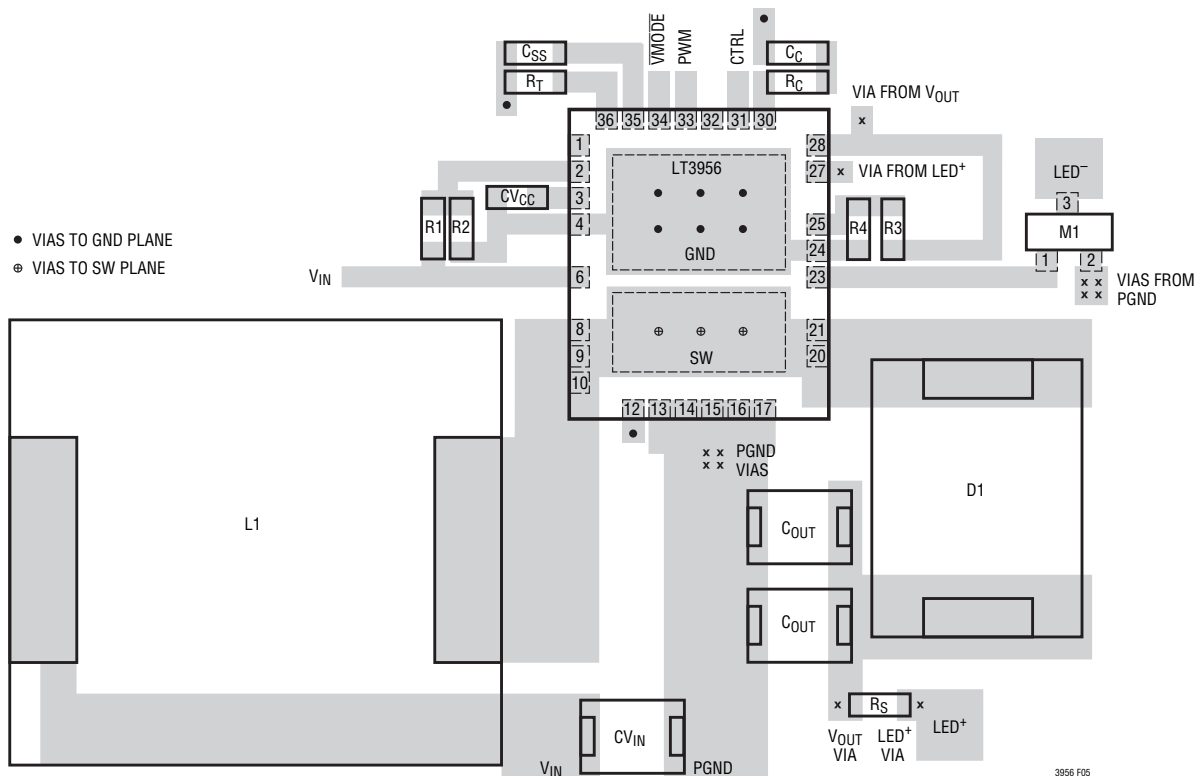 CSS
RT
V̅M̅O̅D̅E̅
PWM
CTRL
CC
RC
VIA FROM VOUT
x
36 35 34 33 32 31 30
1
2
3
4
6
8
9
10
28
27
25
24
23
21
20
12 13 14 15 16 17
LT3956
GND
SW
x VIA FROM LED+
LED–
3
M1
1 2
x x
x x
VIAS FROM
PGND
CVCC
R1 R2
R4 R3
● VIAS TO GND PLANE
⊕ VIAS TO SW PLANE
VIN
x x PGND
x x VIAS
L1
COUT
COUT
D1
x RS x
VOUT
VIA
LED+
VIA
LED+
CVIN
VIN
PGND
3956 F05